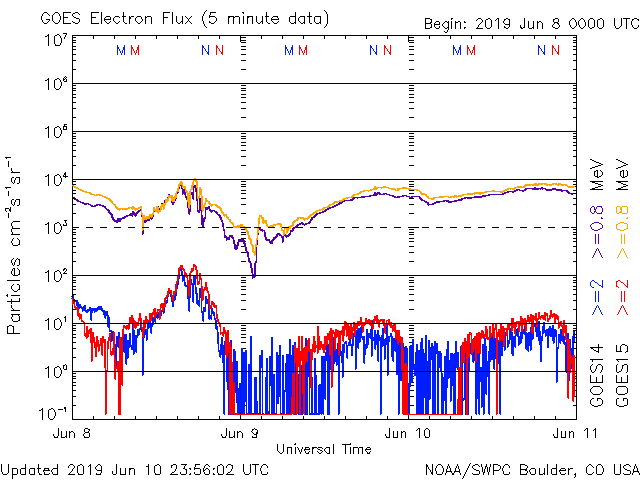 GOES Electron Flux (5 minute data)
Begin: 2019 Jun 8 0000 UTC
M M N N M M N N M M N N
10⁷
10⁶
10⁵
10⁴
10³
10²
10¹
10⁰
10⁻¹
Particles cm⁻²s⁻¹sr⁻¹
Jun 8 Jun 9 Jun 10 Jun 11
Universal Time
GOES14 >=2 >=0.8 MeV
GOES15 >=2 >=0.8 MeV
Updated 2019 Jun 10 23:56:02 UTC
NOAA/SWPC Boulder, CO USA